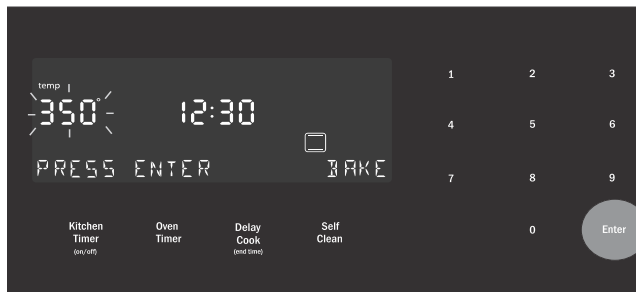 temp
350° 12:30
PRESS ENTER BAKE
Kitchen Timer (on/off)
Oven Timer
Delay Cook (end time)
Self Clean
1 2 3
4 5 6
7 8 9
0 Enter